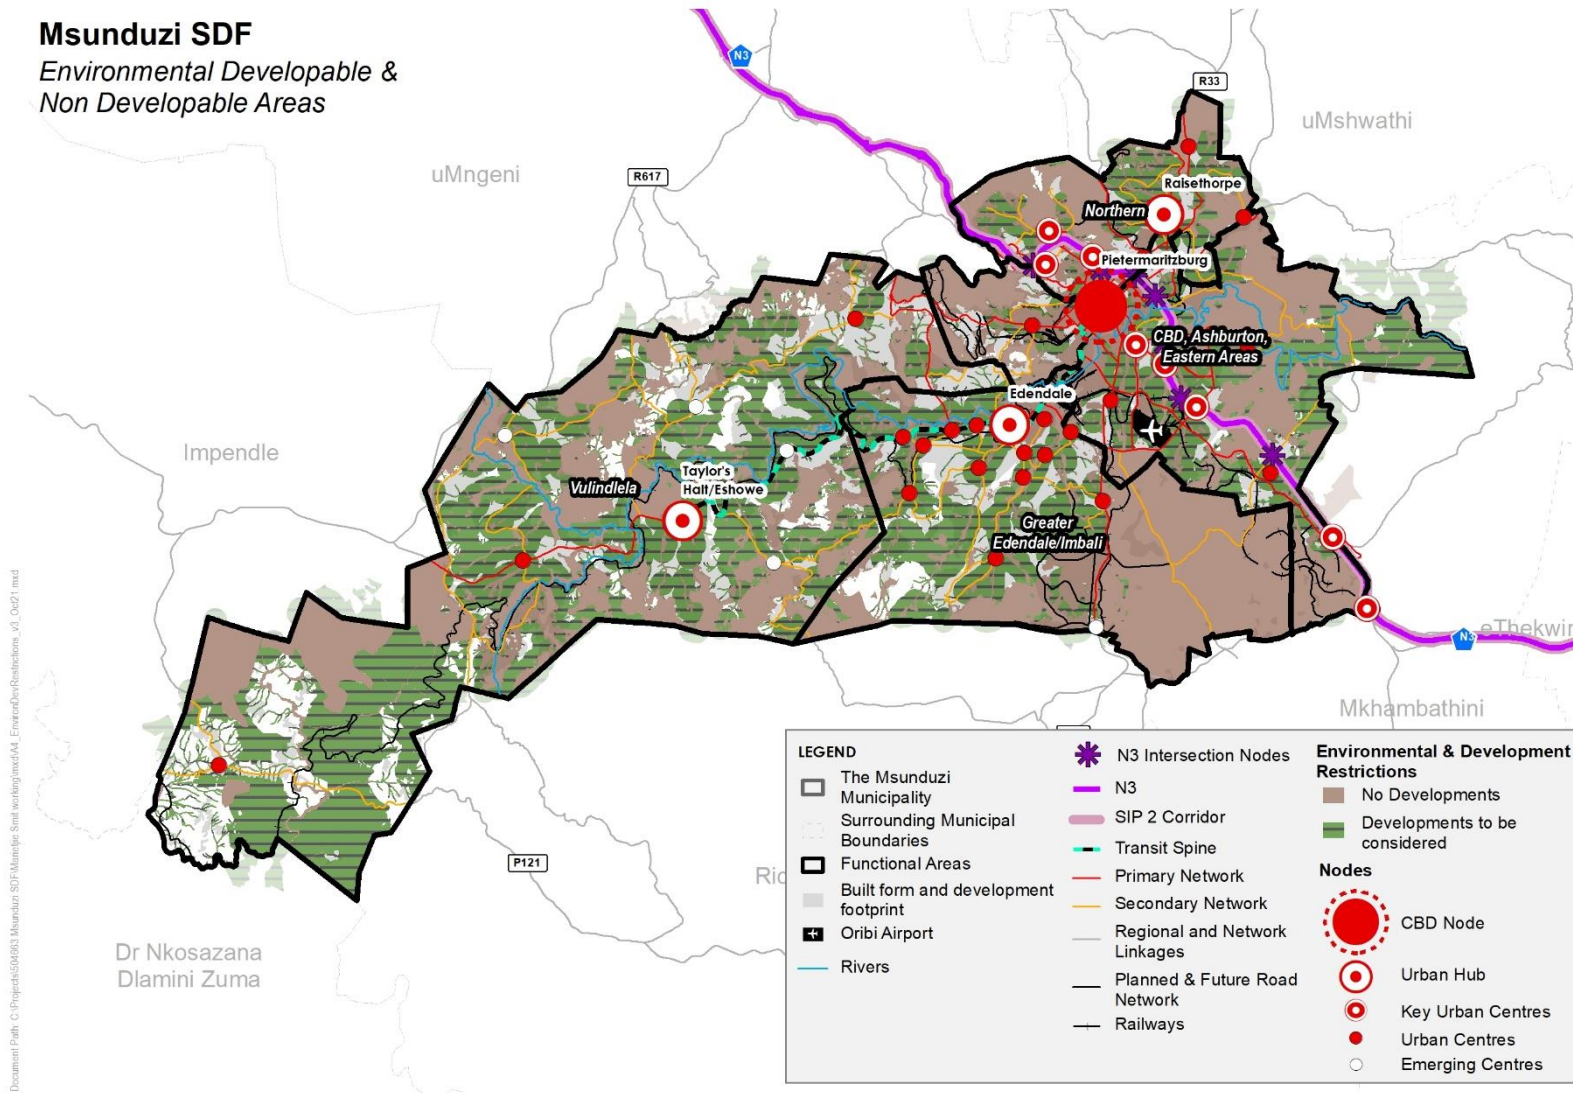 Msunduzi SDF
Environmental Developable &
Non Developable Areas
N3
R33
uMshwathi
uMngeni
R617
Raisethorpe
Northern
Pietermaritzburg
CBD, Ashburton,
Eastern Areas
Edendale
Impendle
Taylor's
Halt/Eshowe
Vulindlela
Greater
Edendale/Imbali
N3
eThekwin
Mkhambathini
P121
Ric
Dr Nkosazana
Dlamini Zuma
LEGEND
The Msunduzi
Municipality
Surrounding Municipal
Boundaries
Functional Areas
Built form and development
footprint
Oribi Airport
Rivers
N3 Intersection Nodes
N3
SIP 2 Corridor
Transit Spine
Primary Network
Secondary Network
Regional and Network
Linkages
Planned & Future Road
Network
Railways
Environmental & Development
Restrictions
No Developments
Developments to be
considered
Nodes
CBD Node
Urban Hub
Key Urban Centres
Urban Centres
Emerging Centres